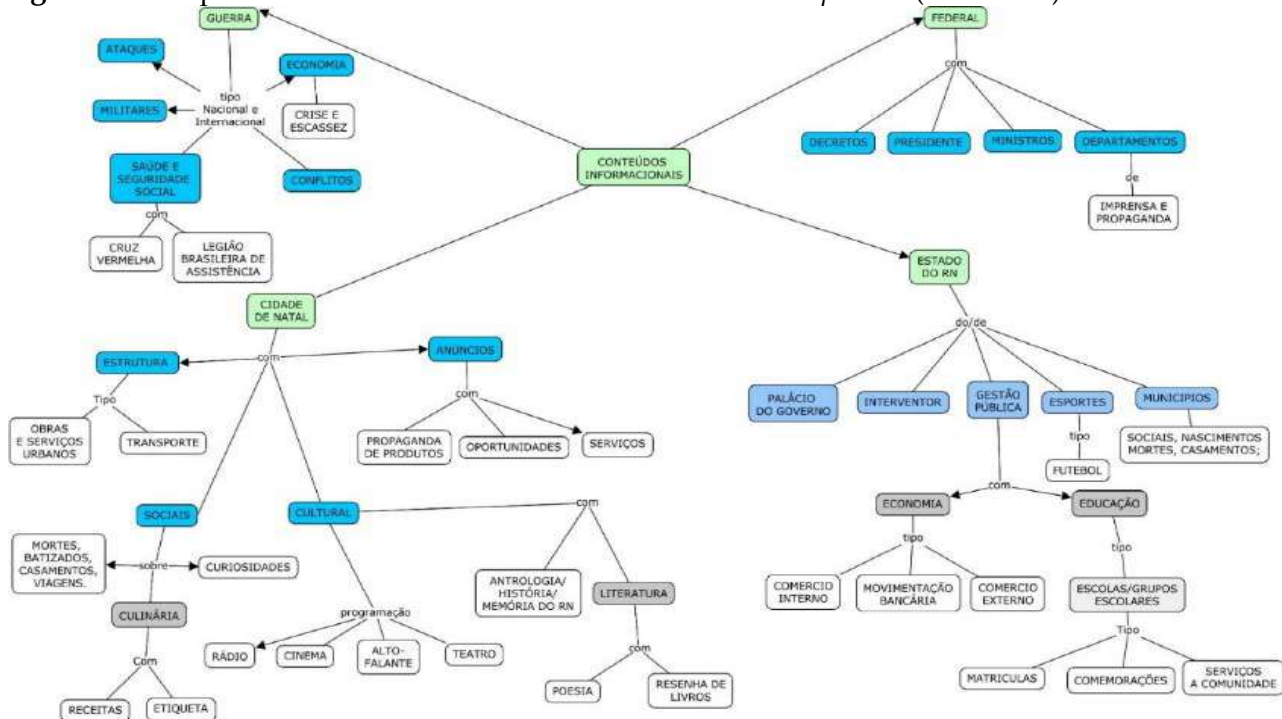 GUERRA
ATAQUES
ECONOMIA
tipo
Nacional e
Internacional
MILITARES
CRISE E
ESCASSEZ
SAÚDE E
SEGURIDADE
SOCIAL
CONFLITOS
com
CRUZ
VERMELHA
LEGIÃO
BRASILEIRA DE
ASSISTÊNCIA
FEDERAL
com
DECRETOS
PRESIDENTE
MINISTROS
DEPARTAMENTOS
de
IMPRENSA E
PROPAGANDA
CONTEÚDOS
INFORMACIONAIS
CIDADE
DE NATAL
com
ESTRUTURA
ANÚNCIOS
Tipo
OBRAS
E SERVIÇOS
URBANOS
TRANSPORTE
com
PROPAGANDA
DE PRODUTOS
OPORTUNIDADES
SERVIÇOS
SOCIAIS
CULTURAL
MORTES,
BATIZADOS,
CASAMENTOS,
VIAGENS.
sobre
CURIOSIDADES
CULINÁRIA
Com
RECEITAS
ETIQUETA
programação
RÁDIO
CINEMA
ALTO-
FALANTE
TEATRO
com
ANTROLOGIA/
HISTÓRIA/
MEMÓRIA DO RN
LITERATURA
com
POESIA
RESENHA DE
LIVROS
ESTADO
DO RN
do/de
PALÁCIO
DO GOVERNO
INTERVENTOR
GESTÃO
PÚBLICA
ESPORTES
MUNICIPIOS
tipo
FUTEBOL
SOCIAIS, NASCIMENTOS
MORTES, CASAMENTOS;
com
ECONOMIA
EDUCAÇÃO
tipo
COMERCIO
INTERNO
MOVIMENTAÇÃO
BANCÁRIA
COMERCIO
EXTERNO
tipo
ESCOLAS/GRUPOS
ESCOLARES
Tipo
MATRICULAS
COMEMORAÇÕES
SERVIÇOS
A COMUNIDADE